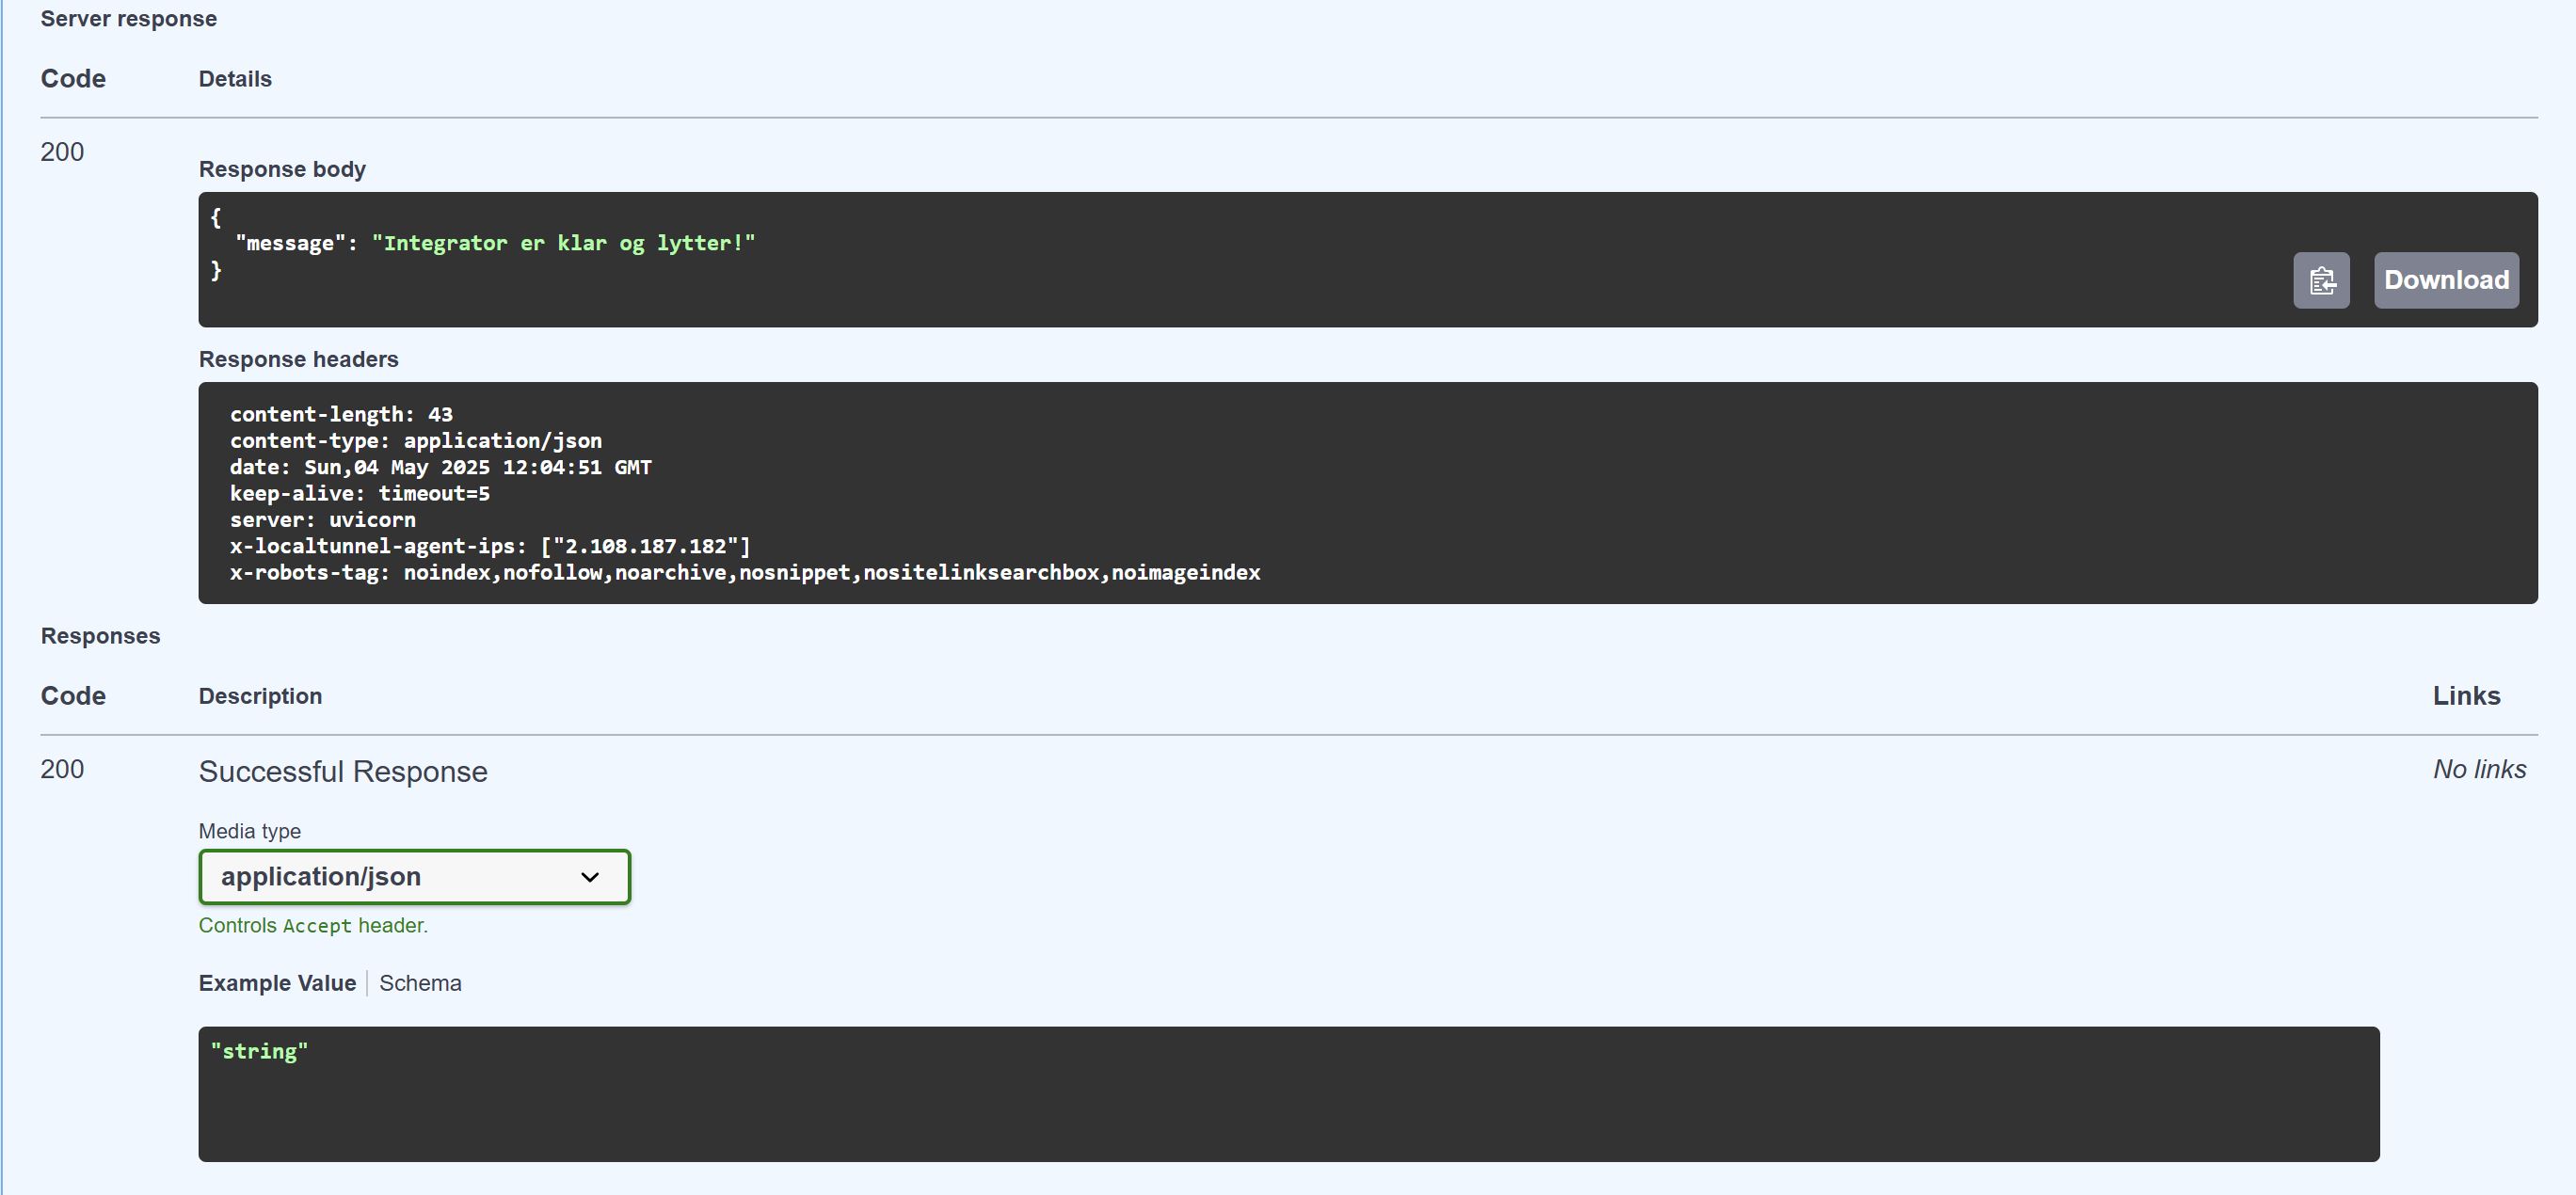 Server response
Code Details
200
Response body
{
"message": "Integrator er klar og lytter!"
}
Download
Response headers
content-length: 43
content-type: application/json
date: Sun,04 May 2025 12:04:51 GMT
keep-alive: timeout=5
server: uvicorn
x-localtunnel-agent-ips: ["2.108.187.182"]
x-robots-tag: noindex,nofollow,noarchive,nosnippet,nositelinksearchbox,noimageindex
Responses
Code Description Links
200 Successful Response No links
Media type
application/json
Controls Accept header.
Example Value Schema
"string"